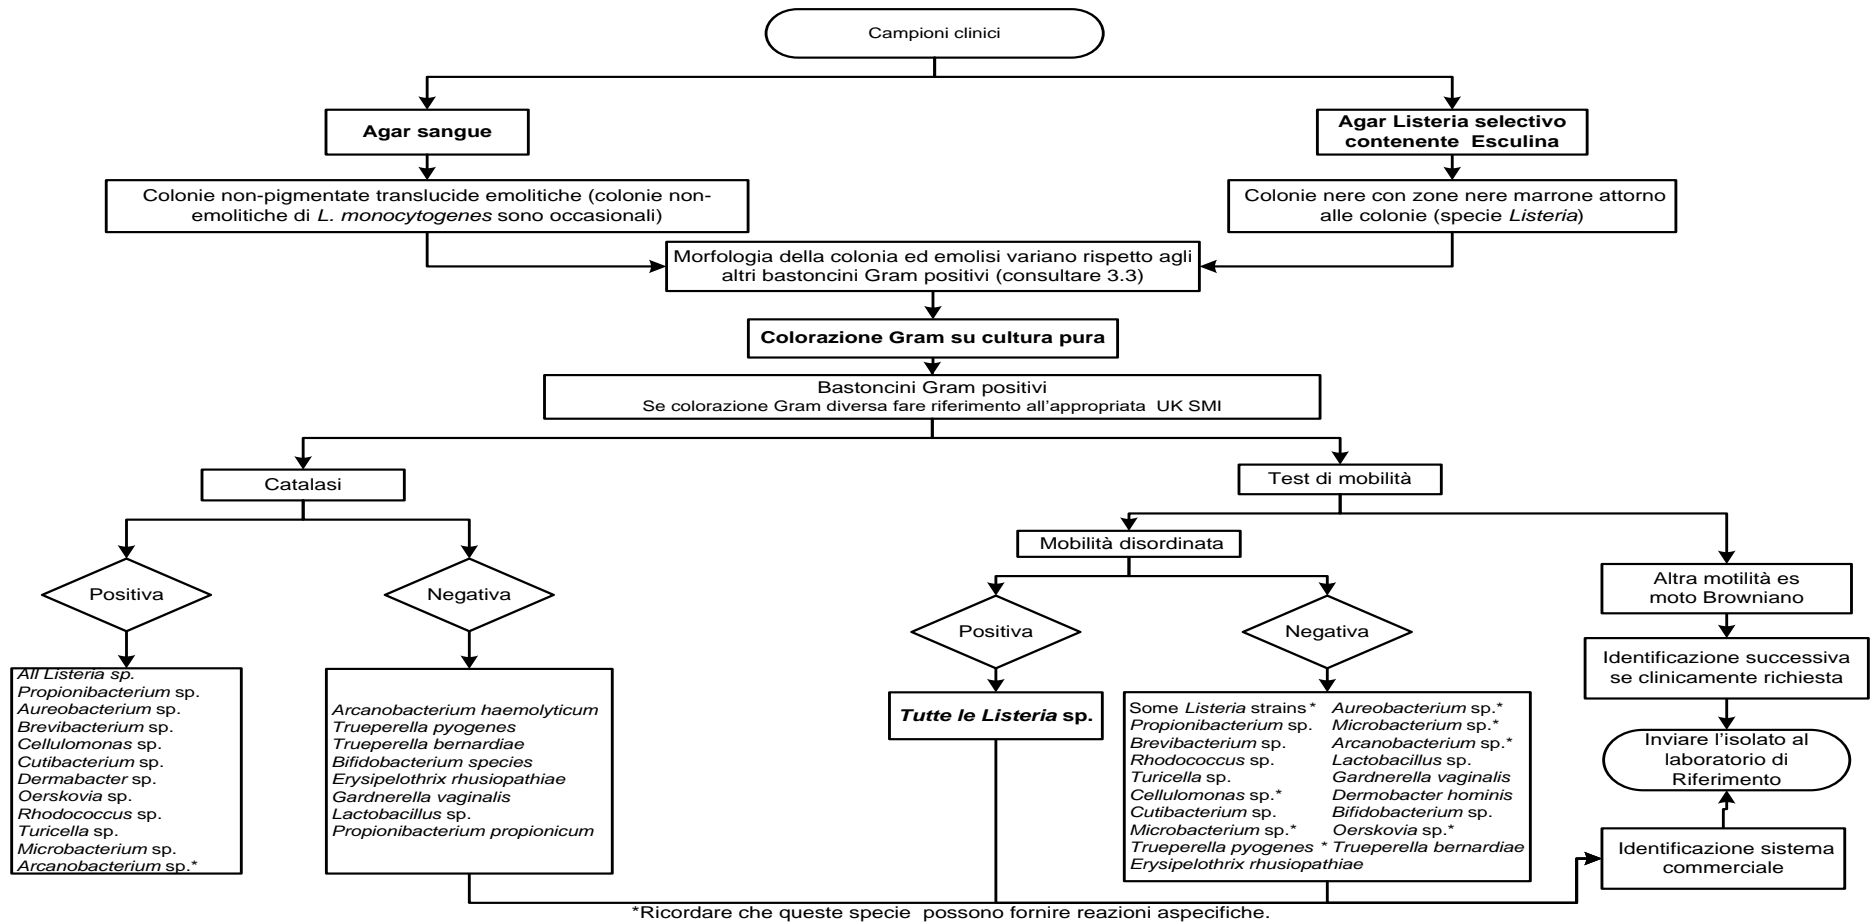 Campioni clinici
Agar sangue
Agar Listeria selectivo
contenente Esculina
Colonie non-pigmentate translucide emolitiche (colonie non-
emolitiche di L. monocytogenes sono occasionali)
Colonie nere con zone nere marrone attorno
alle colonie (specie Listeria)
Morfologia della colonia ed emolisi variano rispetto agli
altri bastoncini Gram positivi (consultare 3.3)
Colorazione Gram su cultura pura
Bastoncini Gram positivi
Se colorazione Gram diversa fare riferimento all'appropriata UK SMI
Catalasi
Test di mobilità
Mobilità disordinata
Positiva
Negativa
Positiva
Negativa
Altra motilità es
moto Browniano
All Listeria sp.
Propionibacterium sp.
Aureobacterium sp.
Brevibacterium sp.
Cellulomonas sp.
Cutibacterium sp.
Dermabacter sp.
Oerskovia sp.
Rhodococcus sp.
Turicella sp.
Microbacterium sp.
Arcanobacterium sp.*
Arcanobacterium haemolyticum
Trueperella pyogenes
Trueperella bernardiae
Bifidobacterium species
Erysipelothrix rhusiopathiae
Gardnerella vaginalis
Lactobacillus sp.
Propionibacterium propionicum
Tutte le Listeria sp.
Some Listeria strains* Aureobacterium sp.*
Propionibacterium sp. Microbacterium sp.*
Brevibacterium sp. Arcanobacterium sp.*
Rhodococcus sp. Lactobacillus sp.
Turicella sp. Gardnerella vaginalis
Cellulomonas sp.* Dermobacter hominis
Cutibacterium sp. Bifidobacterium sp.
Microbacterium sp.* Oerskovia sp.*
Trueperella pyogenes * Trueperella bernardiae
Erysipelothrix rhusiopathiae
Identificazione successiva
se clinicamente richiesta
Inviare l'isolato al
laboratorio di
Riferimento
Identificazione sistema
commerciale
*Ricordare che queste specie possono fornire reazioni aspecifiche.